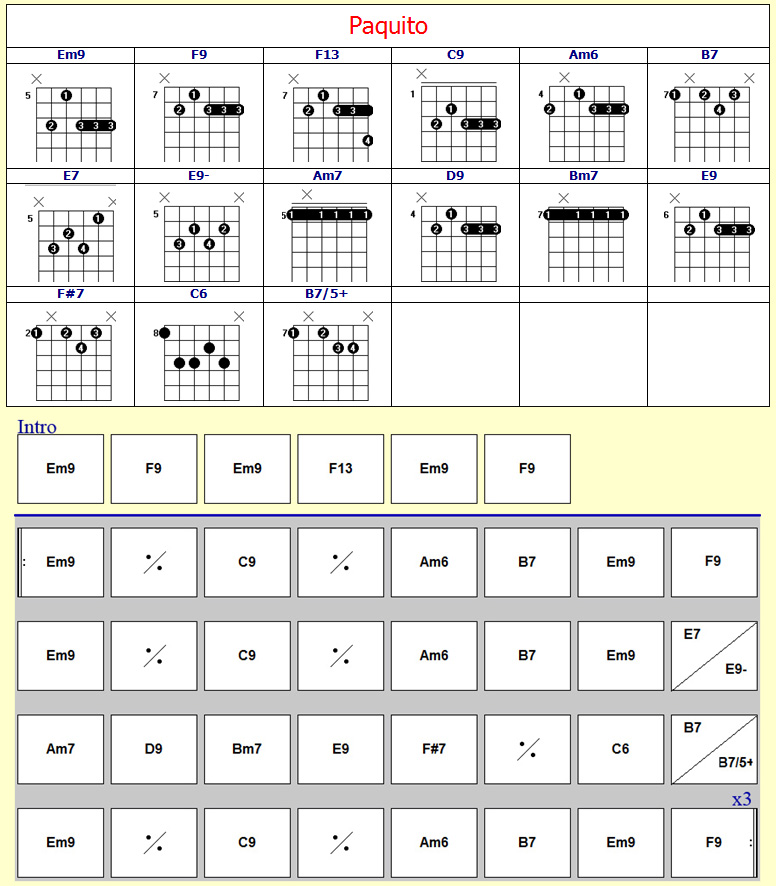 Paquito
Em9 F9 F13 C9 Am6 B7
× × × × × × ×
5 7 7 1 4 7
1 1 1 1 1 1 2 3
2 3 3 3 2 3 3 3 2 3 3 2 3 3 3 2 3 3 3 4
4
E7 E9- Am7 D9 Bm7 E9
× × × × × × × ×
5 5 5 4 7 6
1 2 3 4 1 2 3 4 1 1 1 1 1 1 2 3 3 3 1 1 1 1 1 1 2 3 3 3
F#7 C6 B7/5+
× × × × ×
2 8 7
1 2 3 1 2
4 3 4
Intro
Em9 F9 Em9 F13 Em9 F9
: Em9 ٪ C9 ٪ Am6 B7 Em9 F9
Em9 ٪ C9 ٪ Am6 B7 Em9 E7 E9-
Am7 D9 Bm7 E9 F#7 ٪ C6 B7 B7/5+
x3
Em9 ٪ C9 ٪ Am6 B7 Em9 F9 :